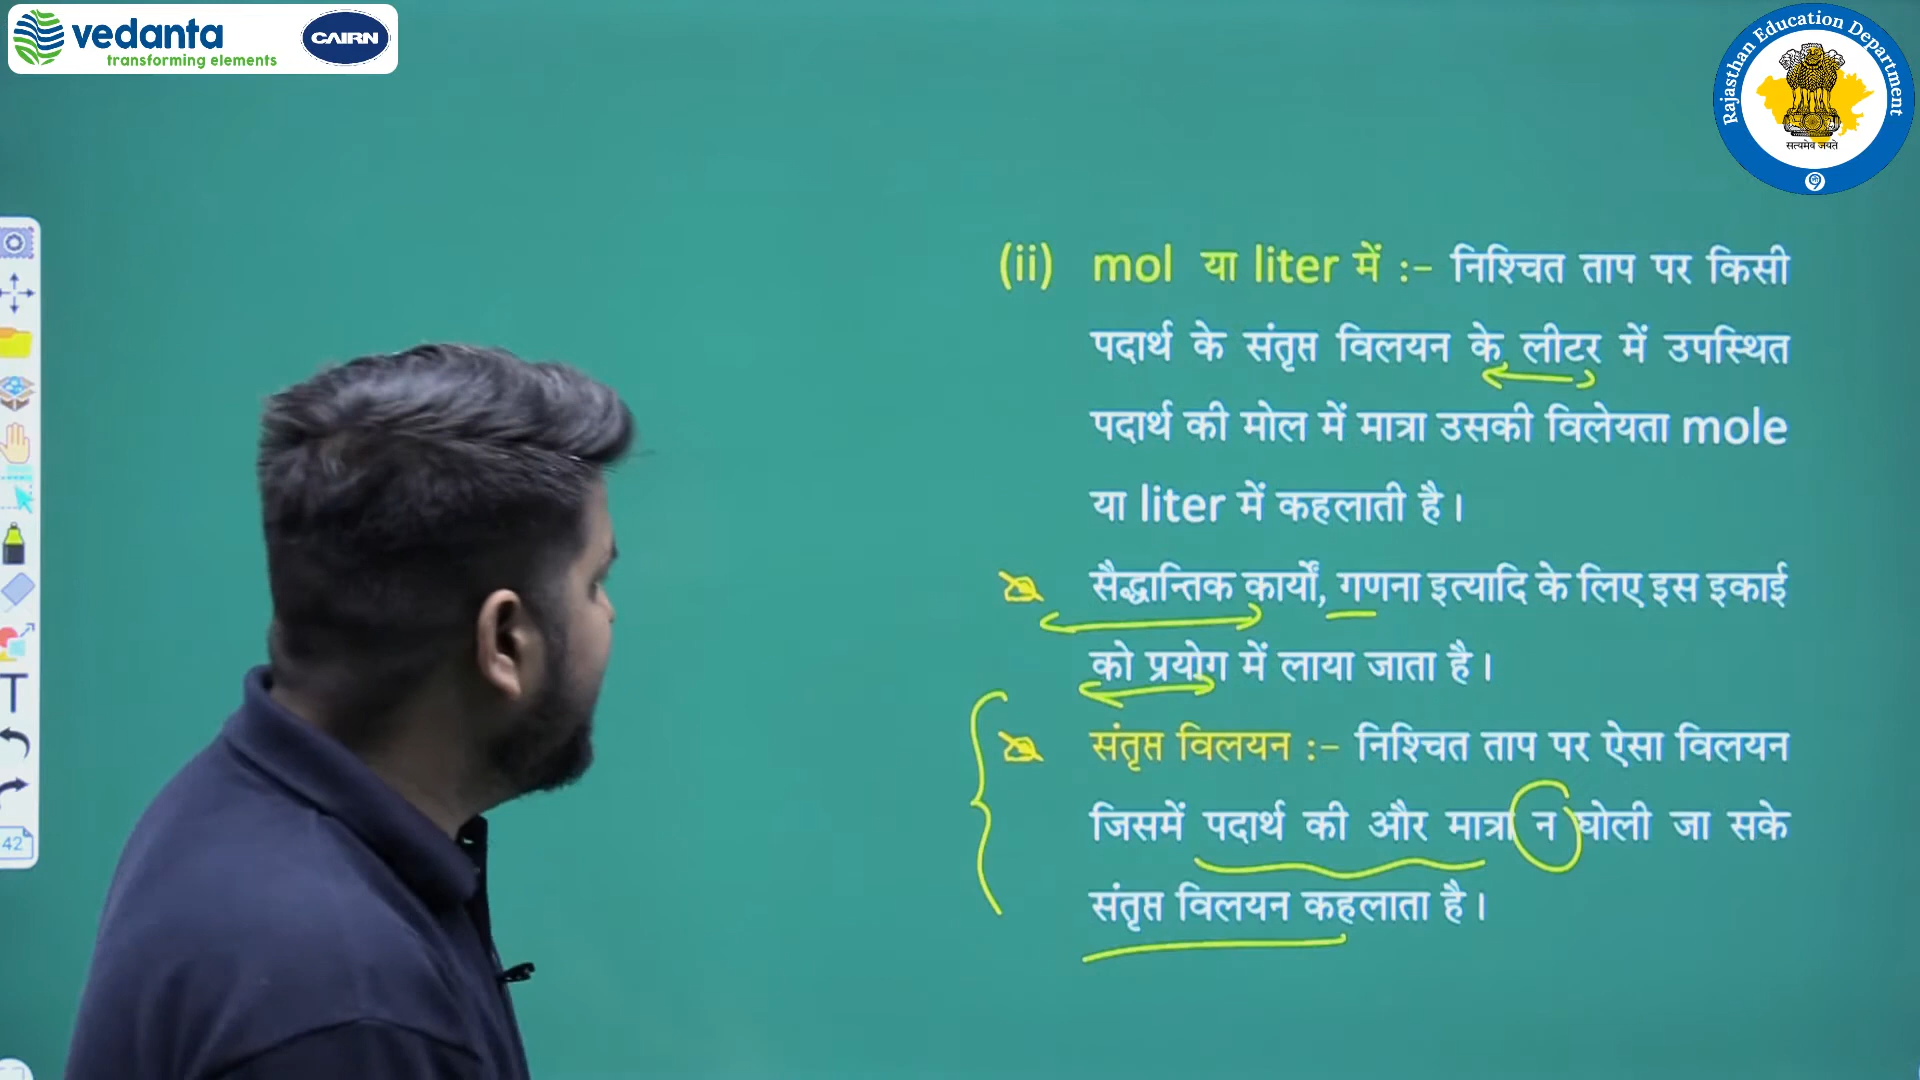 vedanta
transforming elements
CAIRN
Rajasthan Education Department
सत्यमेव जयते
(ii) mol या liter में :– निश्चित ताप पर किसी
पदार्थ के संतृप्त विलयन के लीटर में उपस्थित
पदार्थ की मोल में मात्रा उसकी विलेयता mole
या liter में कहलाती है।
सैद्धान्तिक कार्यों, गणना इत्यादि के लिए इस इकाई
को प्रयोग में लाया जाता है।
संतृप्त विलयन :– निश्चित ताप पर ऐसा विलयन
जिसमें पदार्थ की और मात्रा न घोली जा सके
संतृप्त विलयन कहलाता है।
T
42